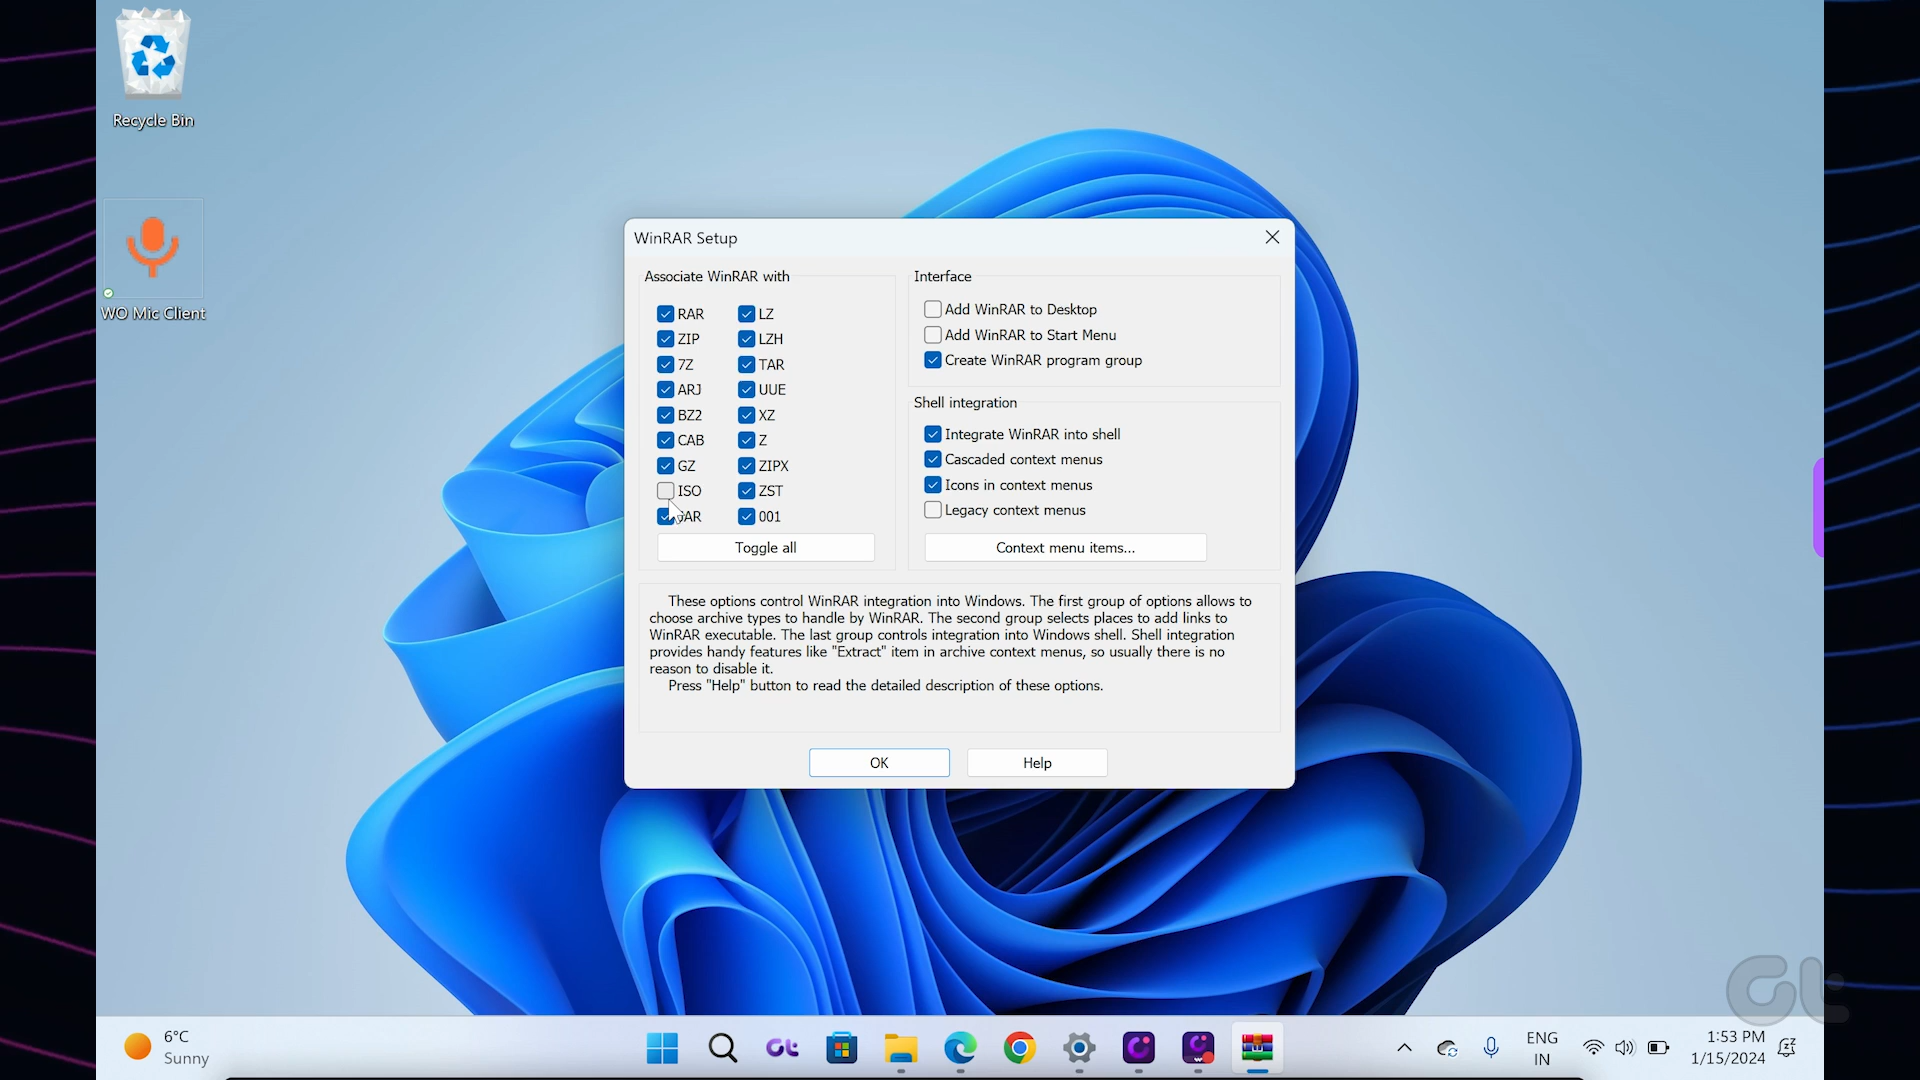 Recycle Bin
WO Mic Client
WinRAR Setup
Associate WinRAR with
RAR
ZIP
7Z
ARJ
BZ2
CAB
GZ
ISO
LZ
LZH
TAR
UUE
XZ
Z
ZIPX
ZST
001
Toggle all
Interface
Add WinRAR to Desktop
Add WinRAR to Start Menu
Create WinRAR program group
Shell integration
Integrate WinRAR into shell
Cascaded context menus
Icons in context menus
Legacy context menus
Context menu items...
These options control WinRAR integration into Windows. The first group of options allows to
choose archive types to handle by WinRAR. The second group selects places to add links to
WinRAR executable. The last group controls integration into Windows shell. Shell integration
provides handy features like "Extract" item in archive context menus, so usually there is no
reason to disable it.
Press "Help" button to read the detailed description of these options.
OK
Help
6°C
Sunny
ENG
IN
1:53 PM
1/15/2024